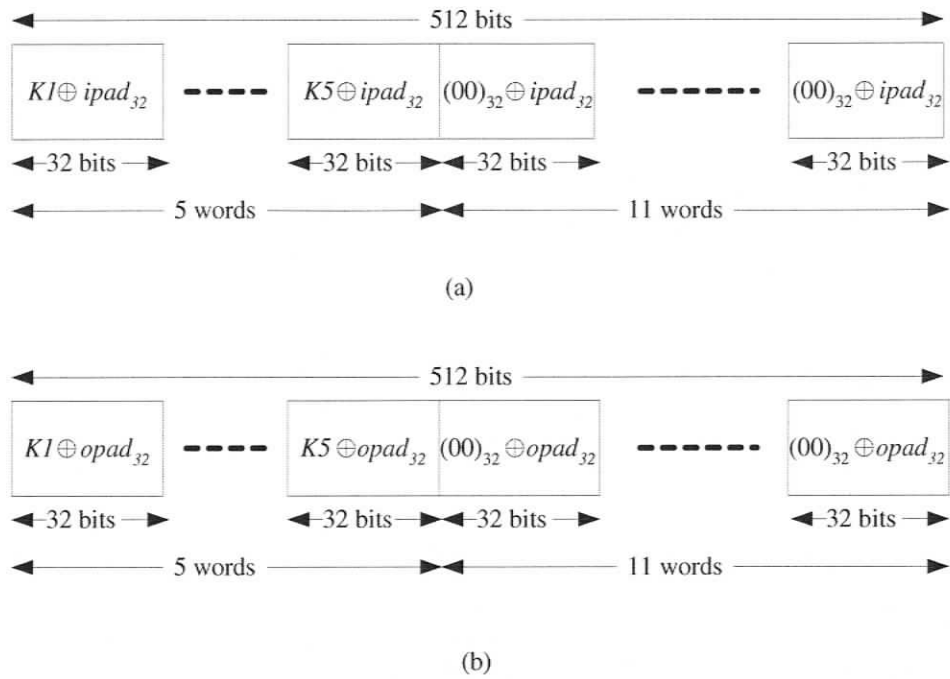 512 bits
K1⊕ipad₃₂ K5⊕ipad₃₂ (00)₃₂⊕ipad₃₂ (00)₃₂⊕ipad₃₂
32 bits 32 bits 32 bits 32 bits
5 words 11 words
(a)
512 bits
K1⊕opad₃₂ K5⊕opad₃₂ (00)₃₂⊕opad₃₂ (00)₃₂⊕opad₃₂
32 bits 32 bits 32 bits 32 bits
5 words 11 words
(b)